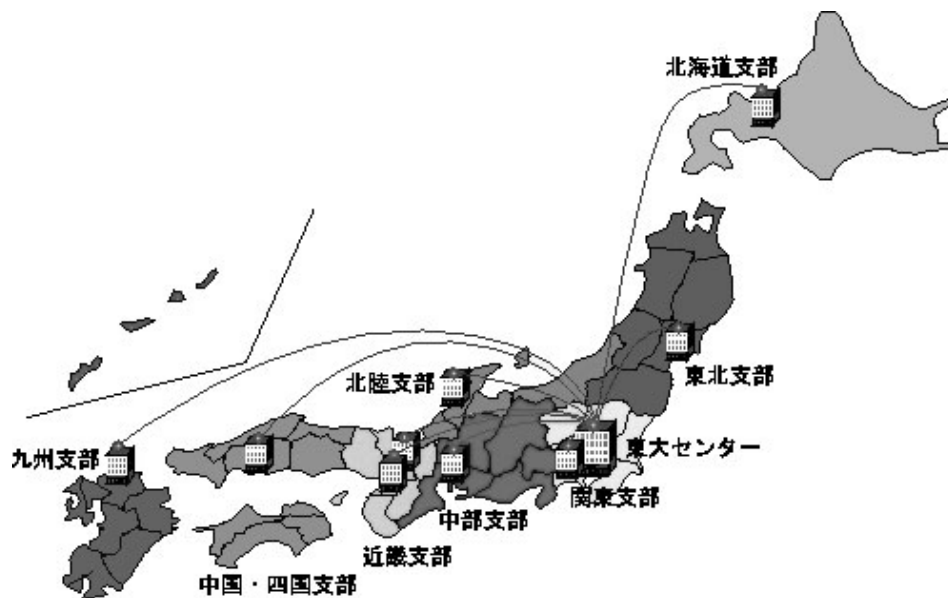 北海道支部
東北支部
北陸支部
東大センター
九州支部
関東支部
中部支部
近畿支部
中国・四国支部